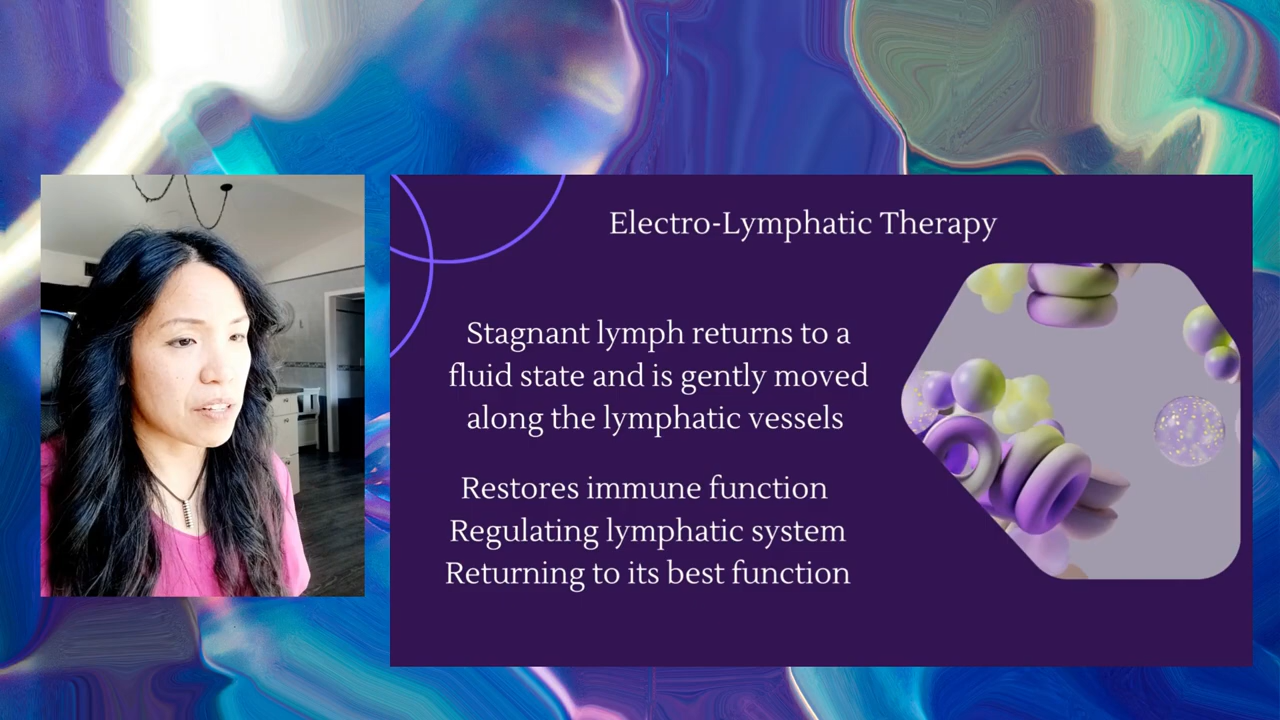 Electro-Lymphatic Therapy
Stagnant lymph returns to a
fluid state and is gently moved
along the lymphatic vessels
Restores immune function
Regulating lymphatic system
Returning to its best function